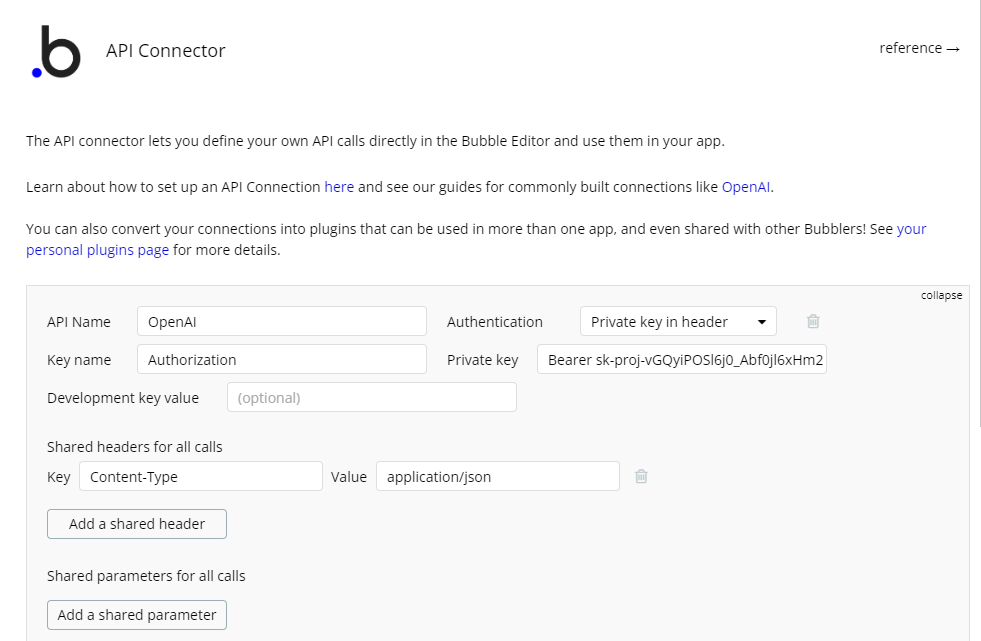 b
API Connector
reference →
The API connector lets you define your own API calls directly in the Bubble Editor and use them in your app.
Learn about how to set up an API Connection here and see our guides for commonly built connections like OpenAI.
You can also convert your connections into plugins that can be used in more than one app, and even shared with other Bubblers! See your
personal plugins page for more details.
collapse
API Name OpenAI Authentication Private key in header
Key name Authorization Private key Bearer sk-proj-vGQyiPOSl6j0_Abf0jl6xHm2
Development key value (optional)
Shared headers for all calls
Key Content-Type Value application/json
Add a shared header
Shared parameters for all calls
Add a shared parameter